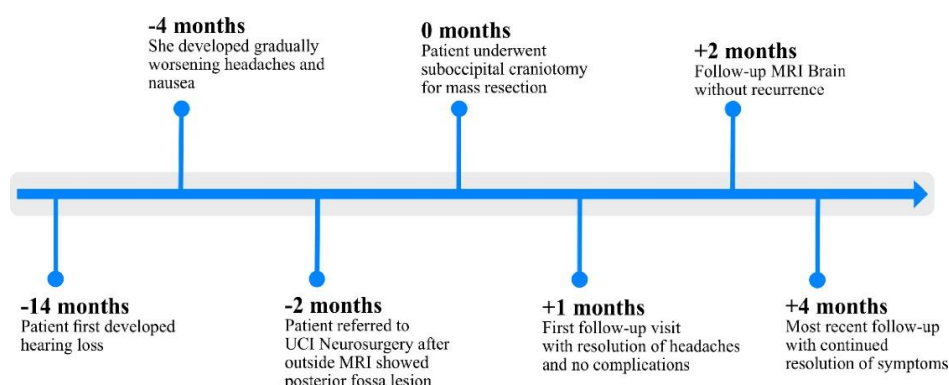 -4 months
She developed gradually
worsening headaches and
nausea
0 months
Patient underwent
suboccipital craniotomy
for mass resection
+2 months
Follow-up MRI Brain
without recurrence
-14 months
Patient first developed
hearing loss
-2 months
Patient referred to
UCI Neurosurgery after
outside MRI showed
posterior fossa lesion
+1 months
First follow-up visit
with resolution of headaches
and no complications
+4 months
Most recent follow-up
with continued
resolution of symptoms